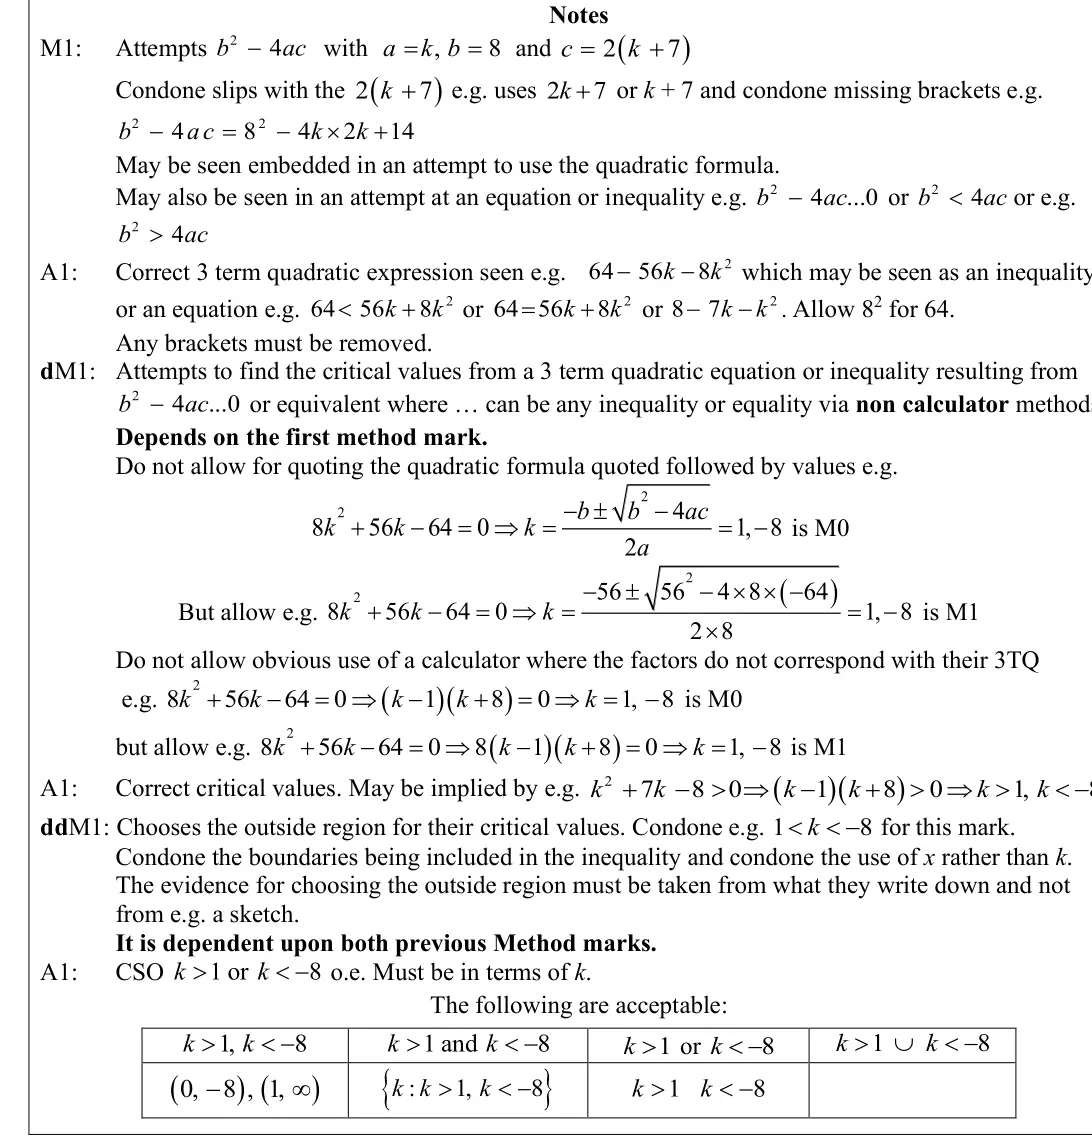 Notes
M1: Attempts b² − 4ac with a = k, b = 8 and c = 2(k + 7)
Condone slips with the 2(k + 7) e.g. uses 2k + 7 or k + 7 and condone missing brackets e.g.
b² − 4ac = 8² − 4k × 2k + 14
May be seen embedded in an attempt to use the quadratic formula.
May also be seen in an attempt at an equation or inequality e.g. b² − 4ac...0 or b² < 4ac or e.g.
b² > 4ac
A1: Correct 3 term quadratic expression seen e.g. 64 − 56k − 8k² which may be seen as an inequality
or an equation e.g. 64 < 56k + 8k² or 64 = 56k + 8k² or 8 − 7k − k². Allow 8² for 64.
Any brackets must be removed.
dM1: Attempts to find the critical values from a 3 term quadratic equation or inequality resulting from
b² − 4ac...0 or equivalent where … can be any inequality or equality via non calculator method
Depends on the first method mark.
Do not allow for quoting the quadratic formula quoted followed by values e.g.
8k² + 56k − 64 = 0 ⇒ k = (−b ± √(b² − 4ac))/2a = 1, −8 is M0
But allow e.g. 8k² + 56k − 64 = 0 ⇒ k = (−56 ± √(56² − 4×8×(−64)))/(2×8) = 1, −8 is M1
Do not allow obvious use of a calculator where the factors do not correspond with their 3TQ
e.g. 8k² + 56k − 64 = 0 ⇒ (k − 1)(k + 8) = 0 ⇒ k = 1, −8 is M0
but allow e.g. 8k² + 56k − 64 = 0 ⇒ 8(k − 1)(k + 8) = 0 ⇒ k = 1, −8 is M1
A1: Correct critical values. May be implied by e.g. k² + 7k − 8 > 0 ⇒ (k − 1)(k + 8) > 0 ⇒ k > 1, k < −8
ddM1: Chooses the outside region for their critical values. Condone e.g. 1 < k < −8 for this mark.
Condone the boundaries being included in the inequality and condone the use of x rather than k.
The evidence for choosing the outside region must be taken from what they write down and not
from e.g. a sketch.
It is dependent upon both previous Method marks.
A1: CSO k > 1 or k < −8 o.e. Must be in terms of k.
The following are acceptable:
k > 1, k < −8 k > 1 and k < −8 k > 1 or k < −8 k > 1 ∪ k < −8
(0, −8), (1, ∞) {k : k > 1, k < −8} k > 1 k < −8